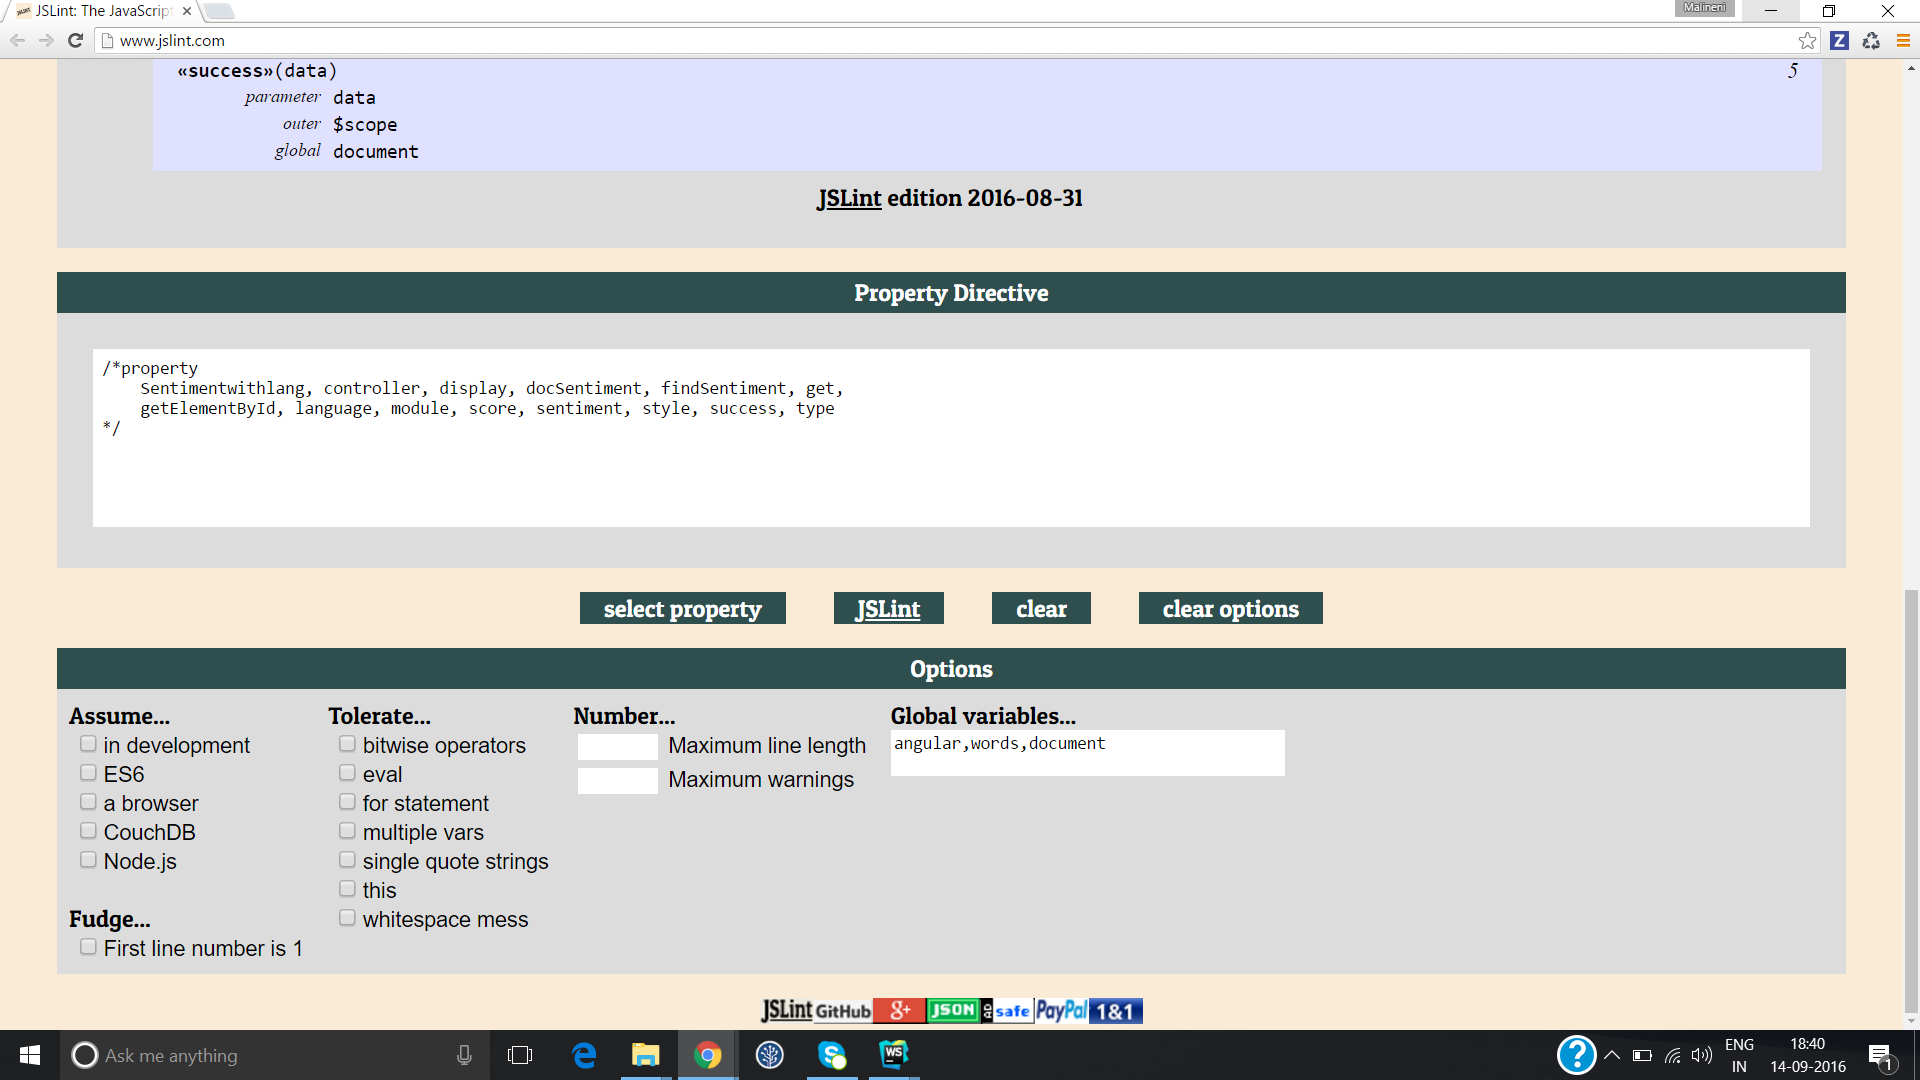 JSLint: The JavaScript
Malineni
www.jslint.com
«success»(data) 5
parameter data
outer $scope
global document
JSLint edition 2016-08-31
Property Directive
/*property
Sentimentwithlang, controller, display, docSentiment, findSentiment, get,
getElementById, language, module, score, sentiment, style, success, type
*/
select property JSLint clear clear options
Options
Assume...
in development
ES6
a browser
CouchDB
Node.js
Fudge...
First line number is 1
Tolerate...
bitwise operators
eval
for statement
multiple vars
single quote strings
this
whitespace mess
Number...
Maximum line length
Maximum warnings
Global variables...
angular,words,document
JSLint GitHub g+ JSON AD safe PayPal 1&1
Ask me anything
WS
ENG
IN
18:40
14-09-2016
1